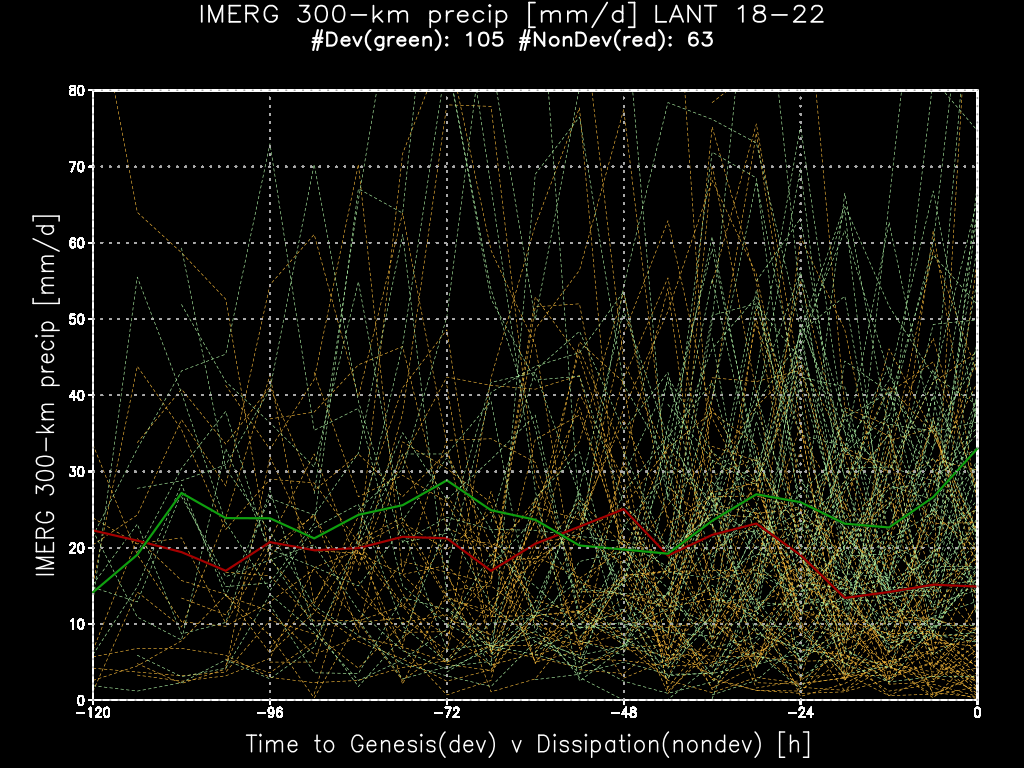 IMERG 300-km precip [mm/d] LANT 18-22
#Dev(green): 105 #NonDev(red): 63
80
70
60
50
40
30
20
10
0
IMERG 300-km precip [mm/d]
-120 -96 -72 -48 -24 0
Time to Genesis(dev) v Dissipation(nondev) [h]